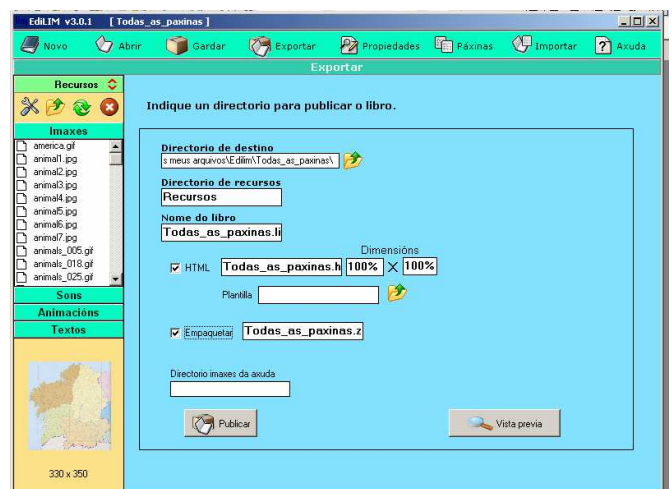 EdiLIM v3.0.1 [ Todas_as_paxinas ]
Novo Abrir Gardar Exportar Propiedades Páxinas Importar Axuda
Exportar
Recursos
Imaxes
america.gif
animal1.jpg
animal2.jpg
animal3.jpg
animal4.jpg
animal5.jpg
animal6.jpg
animal7.jpg
animals_005.gif
animals_018.gif
animals_025.gif
Sons
Animacións
Textos
330 x 350
Indique un directorio para publicar o libro.
Directorio de destino
s meus arquivos\Edilim\Todas_as_paxinas\
Directorio de recursos
Recursos
Nome do libro
Todas_as_paxinas.li
Dimensións
HTML Todas_as_paxinas.h 100% X 100%
Plantilla
Empaquetar Todas_as_paxinas.z
Directorio imaxes da axuda
Publicar Vista previa